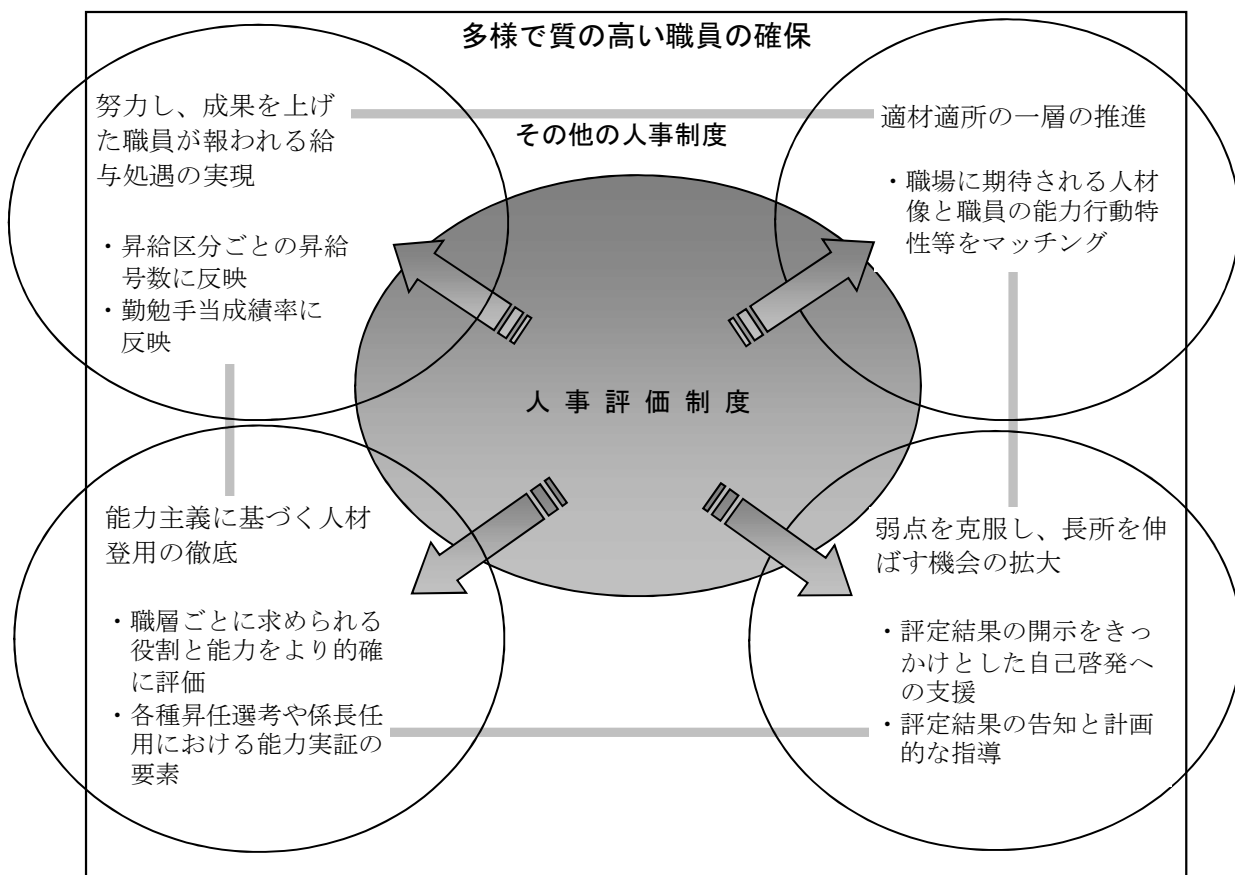 多様で質の高い職員の確保
努力し、成果を上げ
た職員が報われる給
与処遇の実現
・昇給区分ごとの昇給
号数に反映
・勤勉手当成績率に
反映
その他の人事制度
適材適所の一層の推進
・職場に期待される人材
像と職員の能力行動特
性等をマッチング
人事評価制度
能力主義に基づく人材
登用の徹底
・職層ごとに求められる
役割と能力をより的確
に評価
・各種昇任選考や係長任
用における能力実証の
要素
弱点を克服し、長所を伸
ばす機会の拡大
・評定結果の開示をきっ
かけとした自己啓発へ
の支援
・評定結果の告知と計画
的な指導